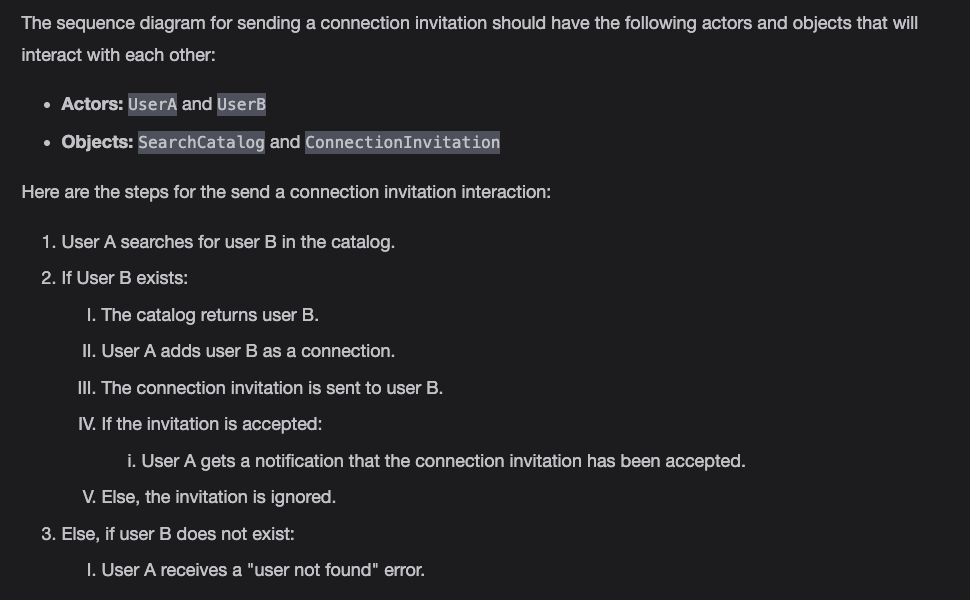 The sequence diagram for sending a connection invitation should have the following actors and objects that will
interact with each other:
• Actors: UserA and UserB
• Objects: SearchCatalog and ConnectionInvitation
Here are the steps for the send a connection invitation interaction:
1. User A searches for user B in the catalog.
2. If User B exists:
I. The catalog returns user B.
II. User A adds user B as a connection.
III. The connection invitation is sent to user B.
IV. If the invitation is accepted:
i. User A gets a notification that the connection invitation has been accepted.
V. Else, the invitation is ignored.
3. Else, if user B does not exist:
I. User A receives a "user not found" error.